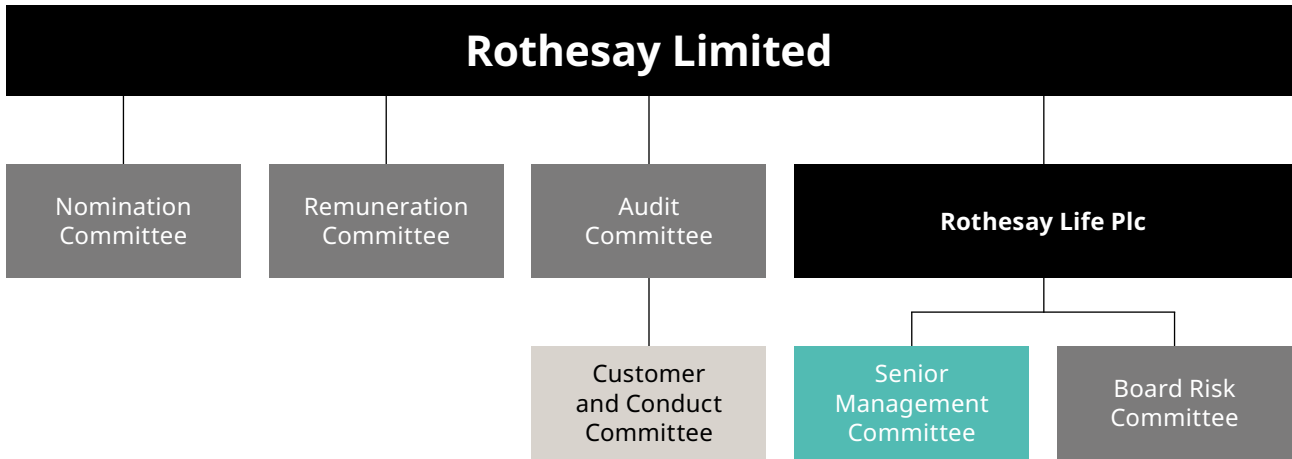 Rothesay Limited
Nomination
Committee
Remuneration
Committee
Audit
Committee
Rothesay Life Plc
Customer
and Conduct
Committee
Senior
Management
Committee
Board Risk
Committee